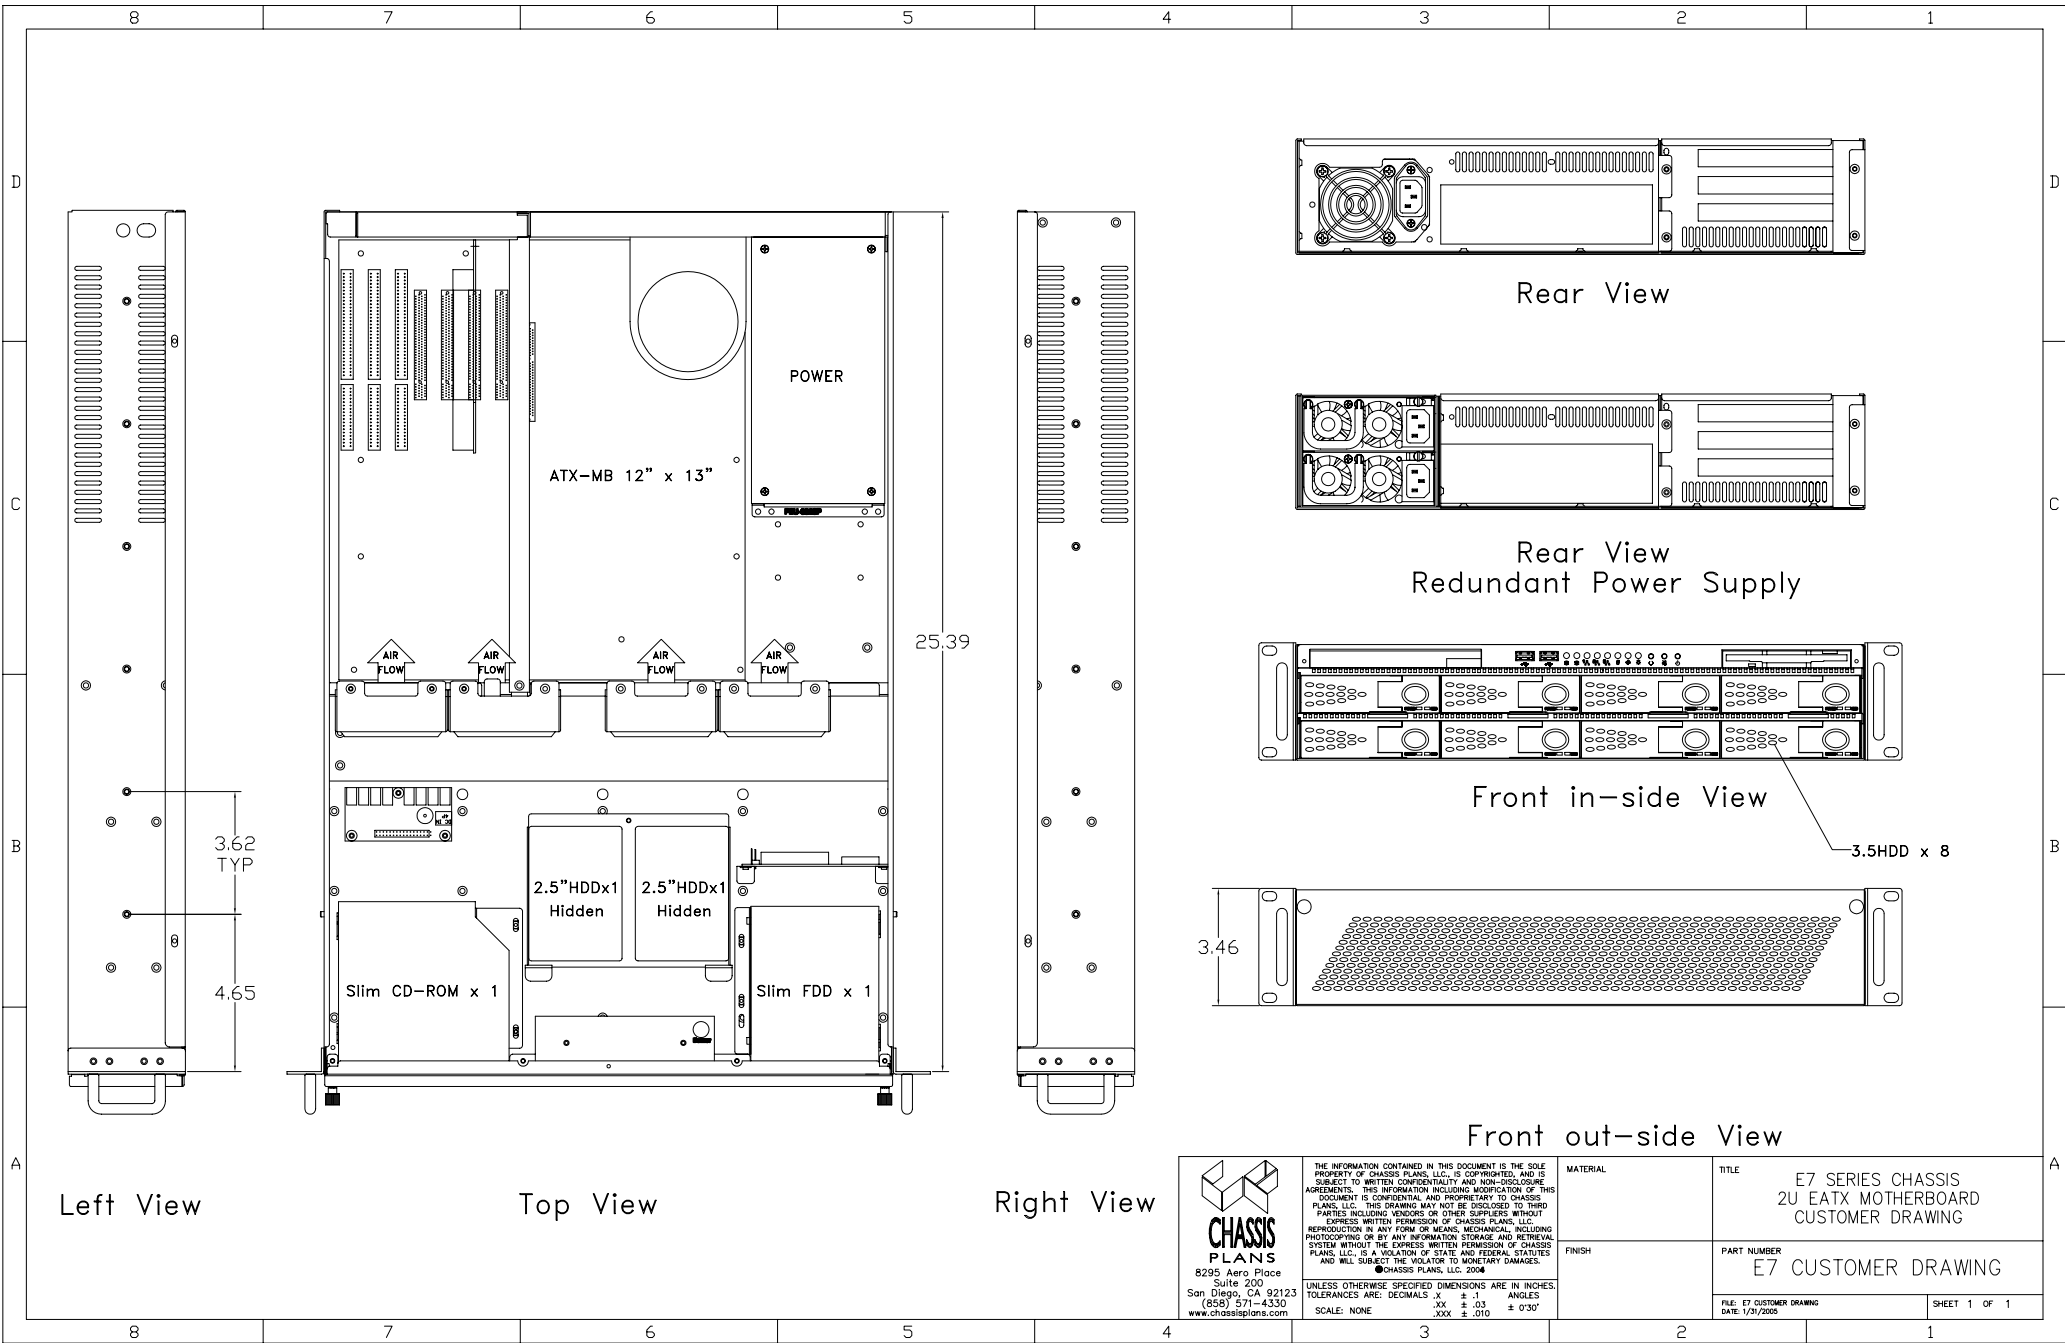 8 7 6 5 4 3 2 1
D
D
Rear View
POWER
ATX-MB 12" x 13"
C
C
Rear View
Redundant Power Supply
25.39
AIR
FLOW
AIR
FLOW
AIR
FLOW
AIR
FLOW
Front in-side View
3.62
TYP
B
B
3.5HDD x 8
2.5"HDDx1
Hidden
2.5"HDDx1
Hidden
3.46
4.65
Slim CD-ROM x 1
Slim FDD x 1
Front out-side View
A
A
Left View
Top View
Right View
CHASSIS
PLANS
8295 Aero Place
Suite 200
San Diego, CA 92123
(858) 571-4330
www.chassisplans.com
THE INFORMATION CONTAINED IN THIS DOCUMENT IS THE SOLE
PROPERTY OF CHASSIS PLANS, LLC., IS COPYRIGHTED, AND IS
SUBJECT TO WRITTEN CONFIDENTIALITY AND NON-DISCLOSURE
AGREEMENTS. THIS INFORMATION INCLUDING MODIFICATION OF THIS
DOCUMENT IS CONFIDENTIAL AND PROPRIETARY TO CHASSIS
PLANS, LLC. THIS DRAWING MAY NOT BE DISCLOSED TO THIRD
PARTIES INCLUDING VENDORS OR OTHER SUPPLIERS WITHOUT
EXPRESS WRITTEN PERMISSION OF CHASSIS PLANS, LLC.
REPRODUCTION IN ANY FORM OR MEANS, MECHANICAL, INCLUDING
PHOTOCOPYING OR BY ANY INFORMATION STORAGE AND RETRIEVAL
SYSTEM WITHOUT THE EXPRESS WRITTEN PERMISSION OF CHASSIS
PLANS, LLC., IS A VIOLATION OF STATE AND FEDERAL STATUTES
AND WILL SUBJECT THE VIOLATOR TO MONETARY DAMAGES.
CHASSIS PLANS, LLC. 2004
UNLESS OTHERWISE SPECIFIED DIMENSIONS ARE IN INCHES.
TOLERANCES ARE: DECIMALS .X ± .1 ANGLES
.XX ± .03 ± 0°30'
SCALE: NONE .XXX ± .010
MATERIAL
FINISH
TITLE
E7 SERIES CHASSIS
2U EATX MOTHERBOARD
CUSTOMER DRAWING
PART NUMBER
E7 CUSTOMER DRAWING
FILE: E7 CUSTOMER DRAWING
DATE: 1/31/2005
SHEET 1 OF 1
8 7 6 5 4 3 2 1